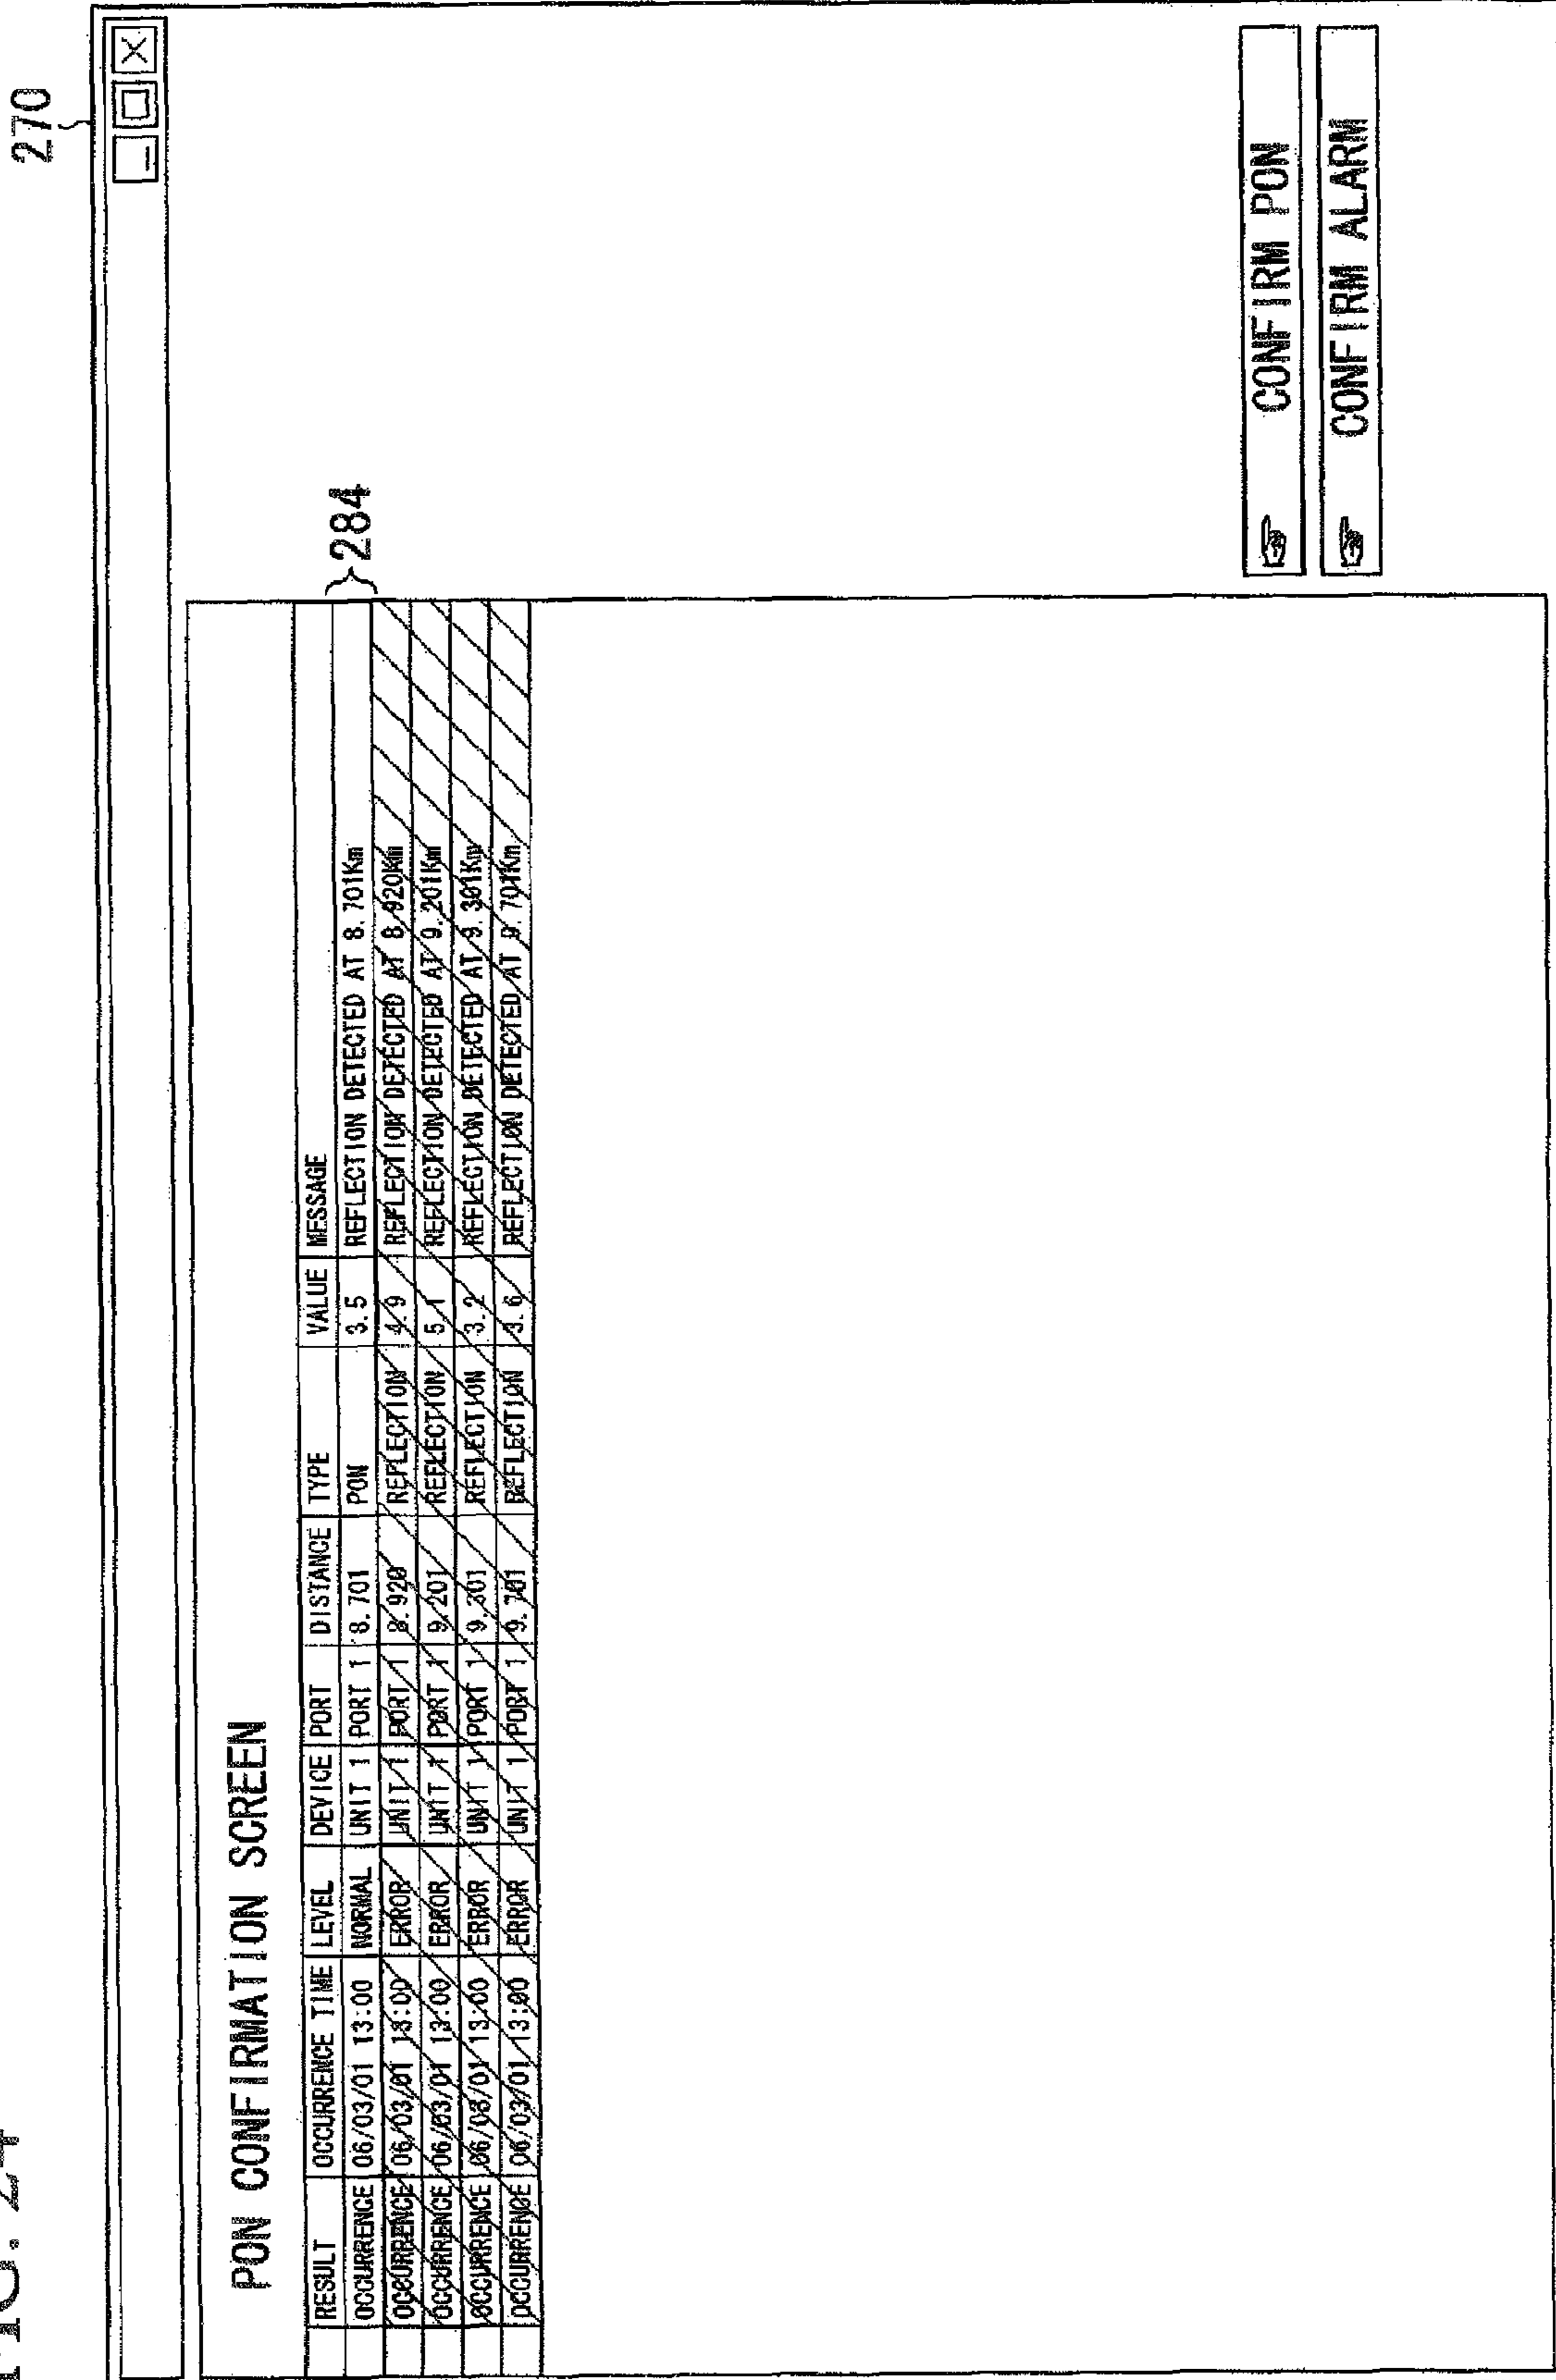 FIG. 24
270
PON CONFIRMATION SCREEN
RESULT OCCURRENCE TIME LEVEL DEVICE PORT DISTANCE TYPE VALUE MESSAGE
OCCURRENCE 06/03/01 13:00 NORMAL UNIT 1 PORT 1 8.701 PON 3.5 REFLECTION DETECTED AT 8.701Km
OCCURRENCE 06/03/01 13:00 ERROR UNIT 1 PORT 1 8.920 REFLECTION 4.9 REFLECTION DETECTED AT 8.920Km
OCCURRENCE 06/03/01 13:00 ERROR UNIT 1 PORT 1 9.201 REFLECTION 5.1 REFLECTION DETECTED AT 9.201Km
OCCURRENCE 06/03/01 13:00 ERROR UNIT 1 PORT 1 9.301 REFLECTION 3.2 REFLECTION DETECTED AT 9.301Km
OCCURRENCE 06/03/01 13:00 ERROR UNIT 1 PORT 1 9.701 REFLECTION 3.6 REFLECTION DETECTED AT 9.701Km
284
CONFIRM PON
CONFIRM ALARM